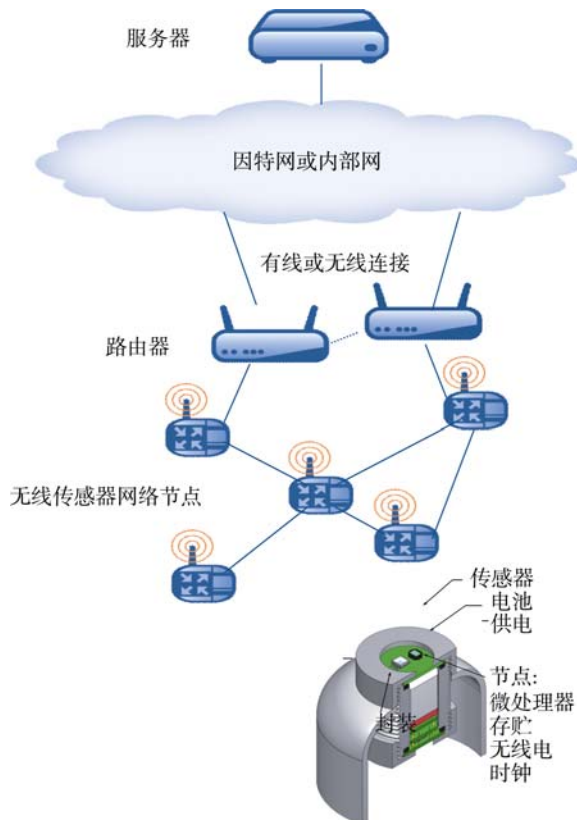 服务器
因特网或内部网
有线或无线连接
路由器
无线传感器网络节点
传感器
电池
供电
节点:
微处理器
存贮
无线电
时钟
封装